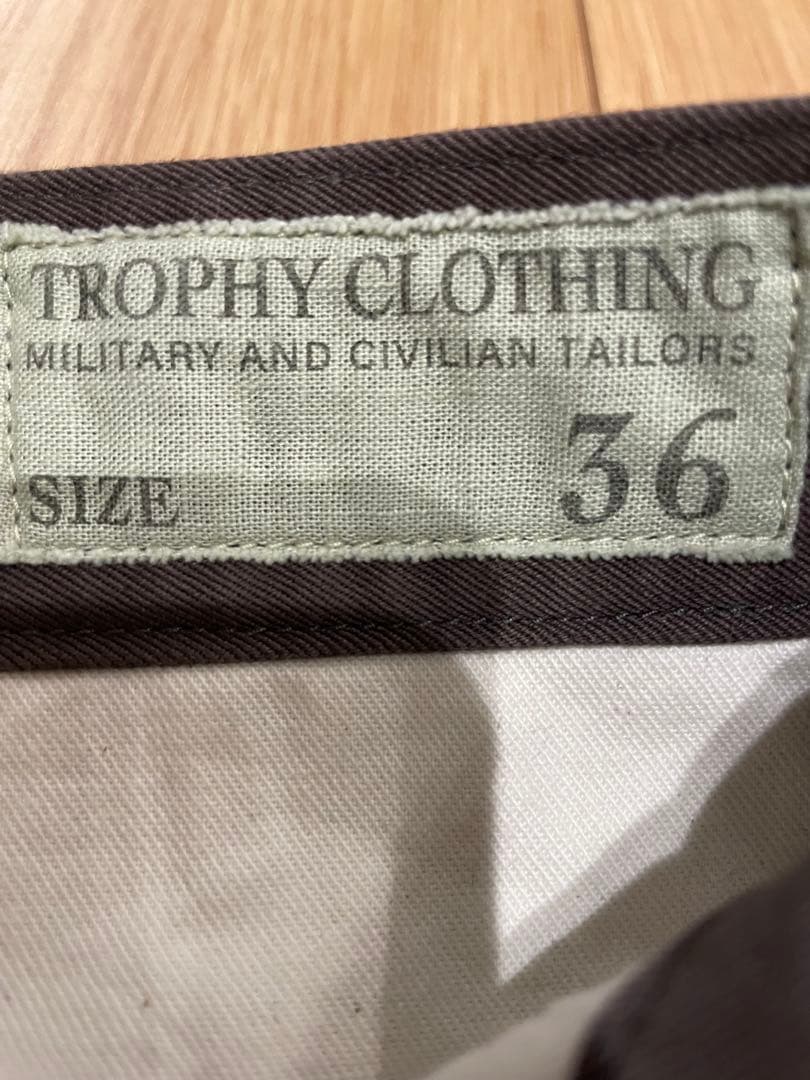 TROPHY CLOTHING
MILITARY AND CIVILIAN TAILORS
SIZE 36